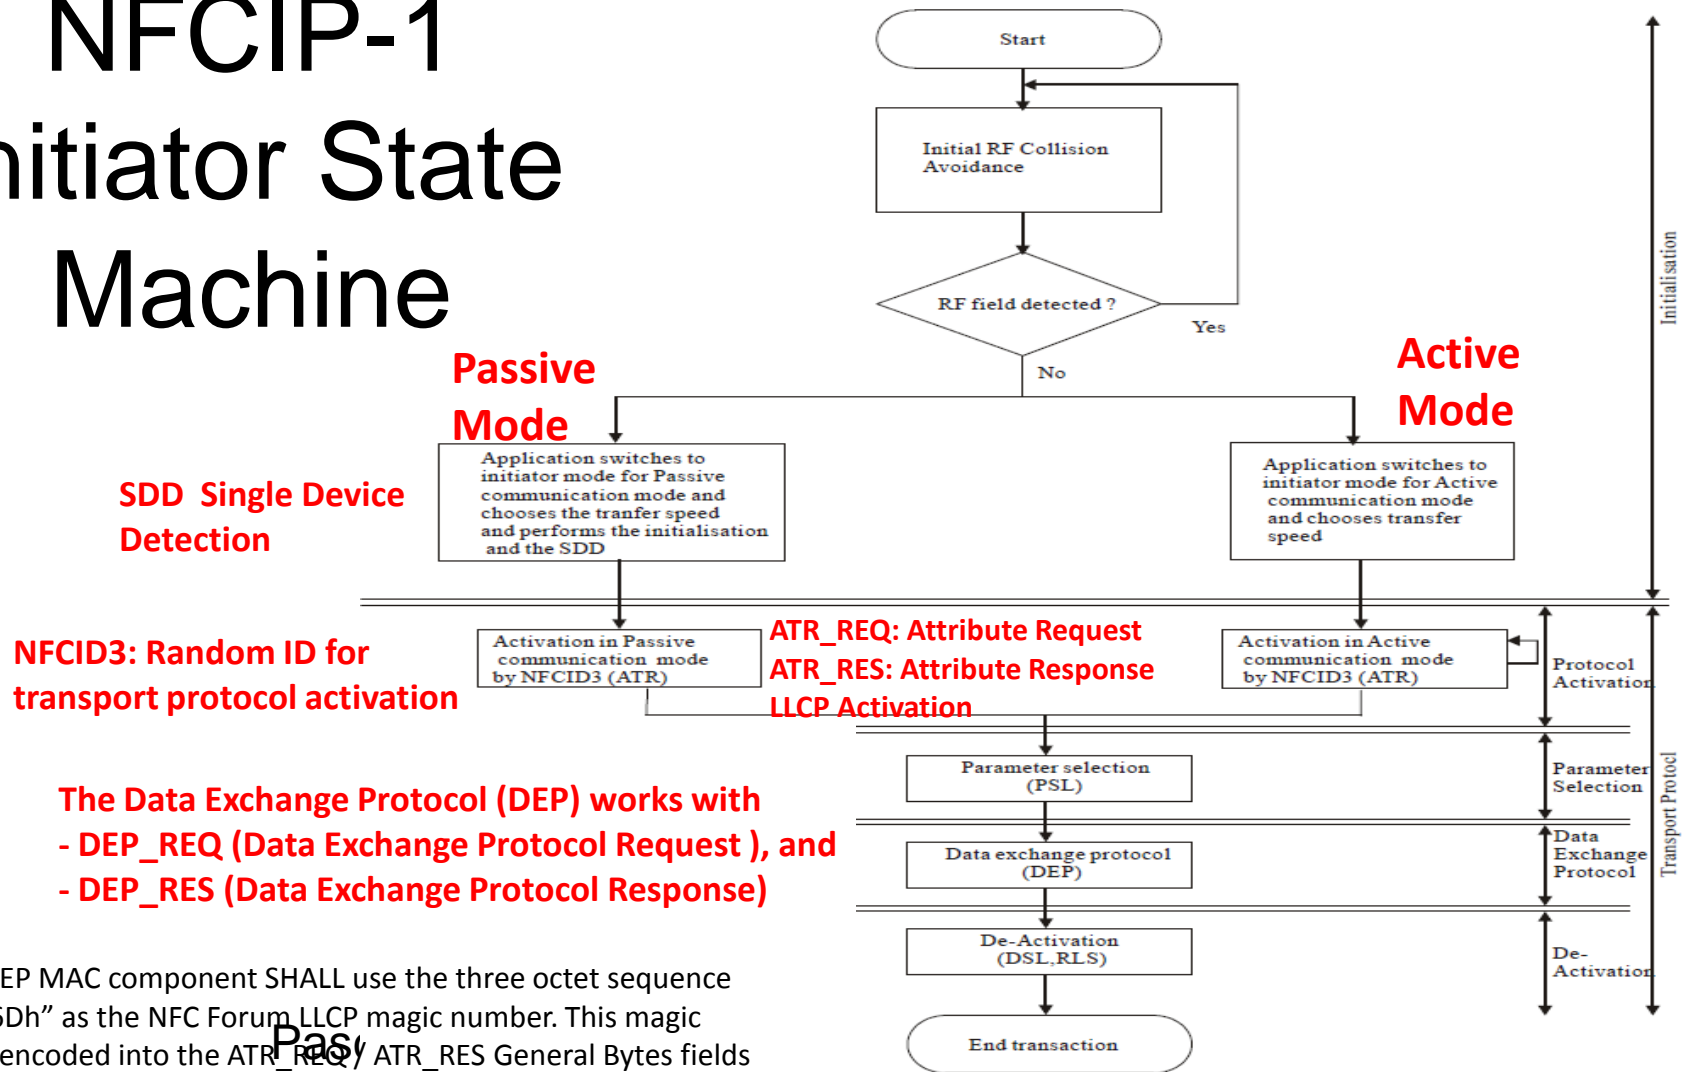 NFCIP-1
nitiator State
Machine
Start
Initial RF Collision
Avoidance
RF field detected ?
Yes
No
Passive
Mode
Active
Mode
Application switches to
initiator mode for Passive
communication mode and
chooses the tranfer speed
and performs the initialisation
and the SDD
Application switches to
initiator mode for Active
communication mode
and chooses transfer
speed
SDD Single Device
Detection
Initialisation
NFCID3: Random ID for
transport protocol activation
Activation in Passive
communication mode
by NFCID3 (ATR)
ATR_REQ: Attribute Request
ATR_RES: Attribute Response
LLCP Activation
Activation in Active
communication mode
by NFCID3 (ATR)
Protocol
Activation
Parameter selection
(PSL)
Parameter
Selection
The Data Exchange Protocol (DEP) works with
- DEP_REQ (Data Exchange Protocol Request ), and
- DEP_RES (Data Exchange Protocol Response)
Data exchange protocol
(DEP)
Data
Exchange
Protocol
Transport Protocl
De-Activation
(DSL,RLS)
De-
Activation
End transaction
EP MAC component SHALL use the three octet sequence
Dh” as the NFC Forum LLCP magic number. This magic
encoded into the ATR_REQ / ATR_RES General Bytes fields